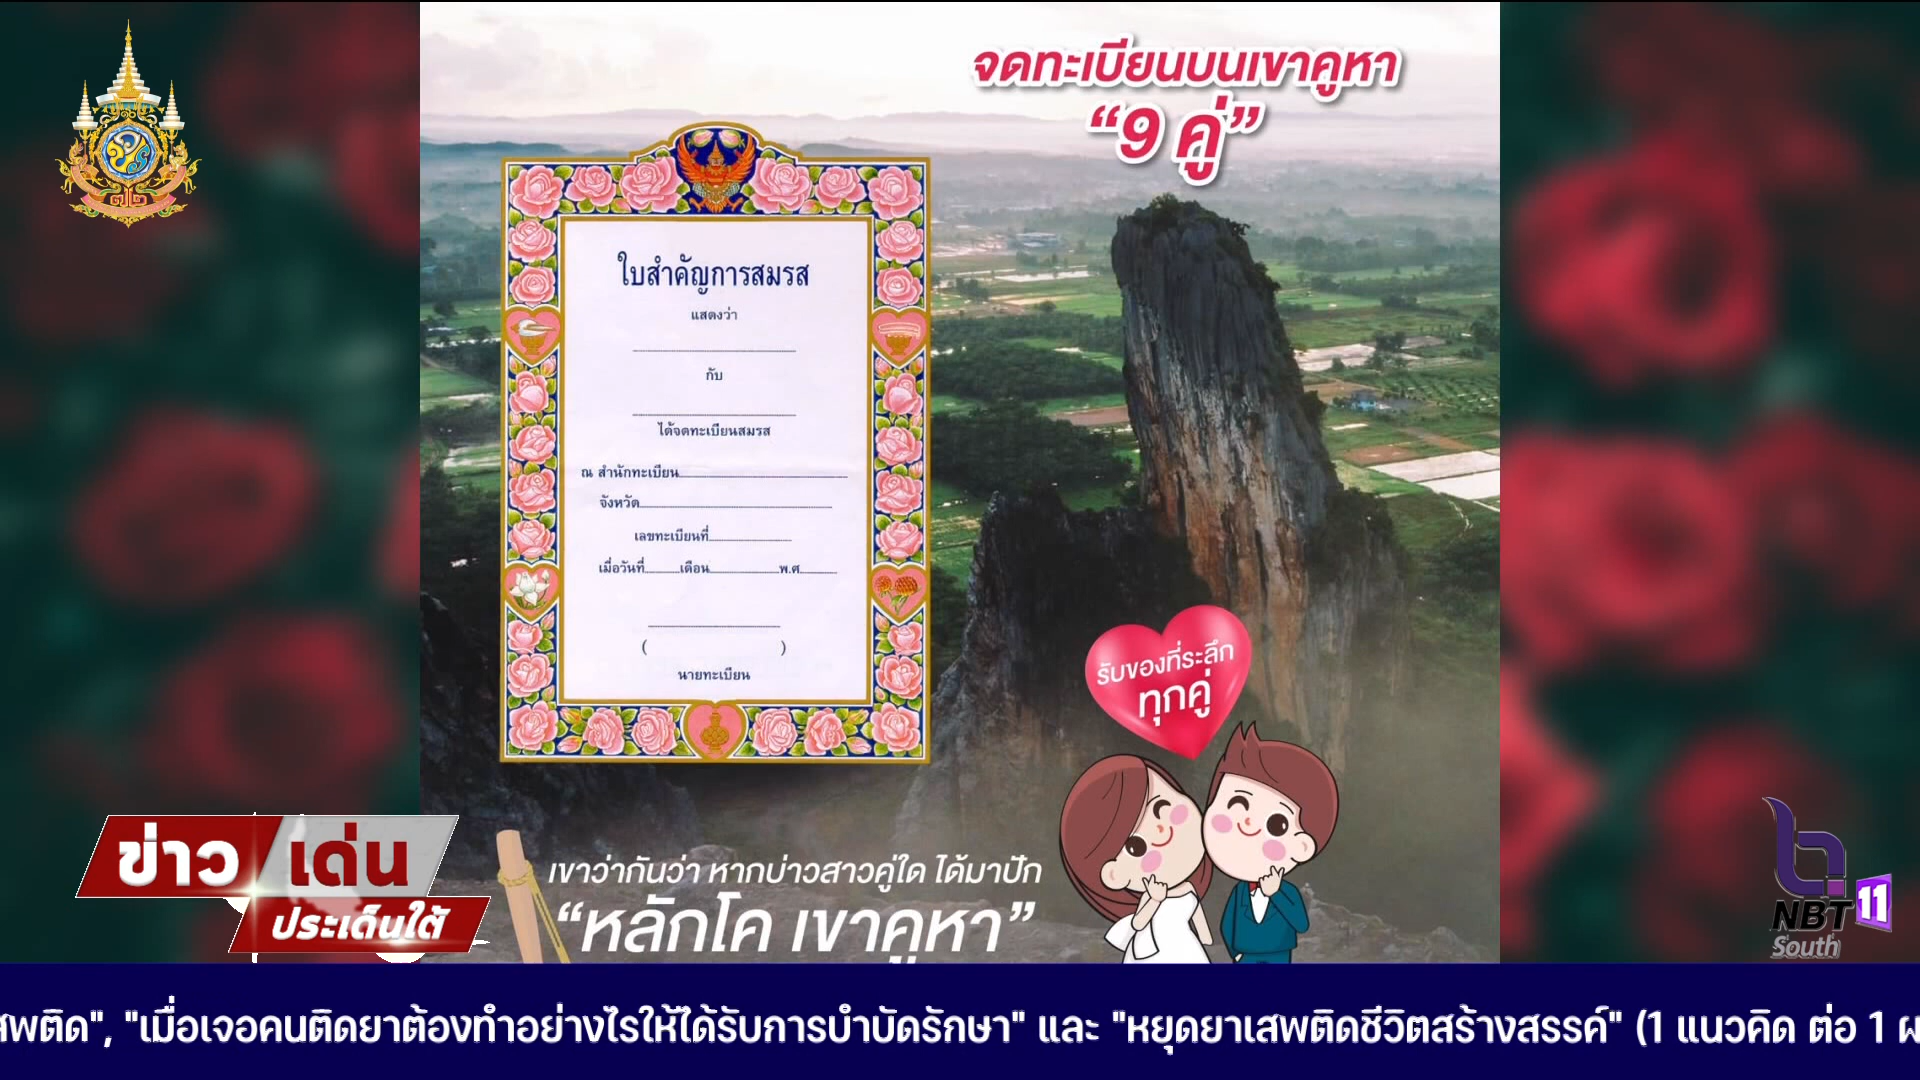 จดทะเบียนบนเขาคูหา
“9 คู่”
ใบสำคัญการสมรส
แสดงว่า
กับ
ได้จดทะเบียนสมรส
ณ สำนักทะเบียน
จังหวัด
เลขทะเบียนที่
เมื่อวันที่ เดือน พ.ศ.
( )
นายทะเบียน
รับของที่ระลึก
ทุกคู่
เขาว่ากันว่า หากบ่าวสาวคู่ใด ได้มาปัก
“หลักโค เขาคูหา”
ข่าวเด่น
ประเด็นใต้
NBT 11
South
๗๒
สพติด", "เมื่อเจอคนติดยาต้องทำอย่างไรให้ได้รับการบำบัดรักษา" และ "หยุดยาเสพติดชีวิตสร้างสรรค์" (1 แนวคิด ต่อ 1 ผ